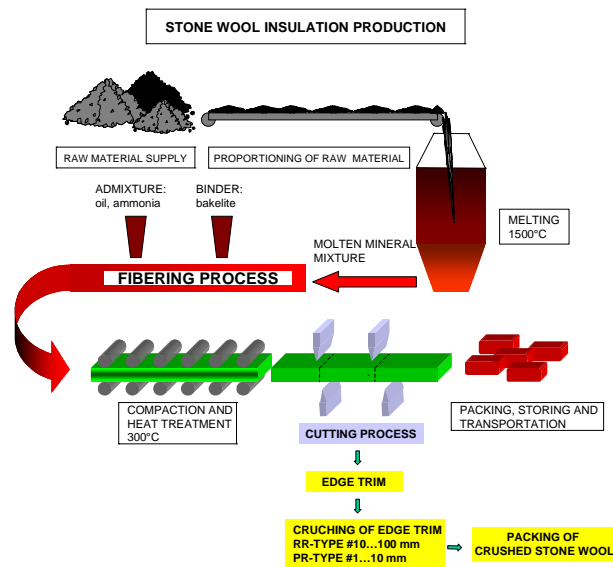 STONE WOOL INSULATION PRODUCTION
RAW MATERIAL SUPPLY
PROPORTIONING OF RAW MATERIAL
ADMIXTURE:
oil, ammonia
BINDER:
bakelite
MELTING
1500°C
MOLTEN MINERAL
MIXTURE
FIBERING PROCESS
COMPACTION AND
HEAT TREATMENT
300°C
CUTTING PROCESS
PACKING, STORING AND
TRANSPORTATION
EDGE TRIM
CRUCHING OF EDGE TRIM
RR-TYPE #10...100 mm
PR-TYPE #1...10 mm
PACKING OF
CRUSHED STONE WOOL